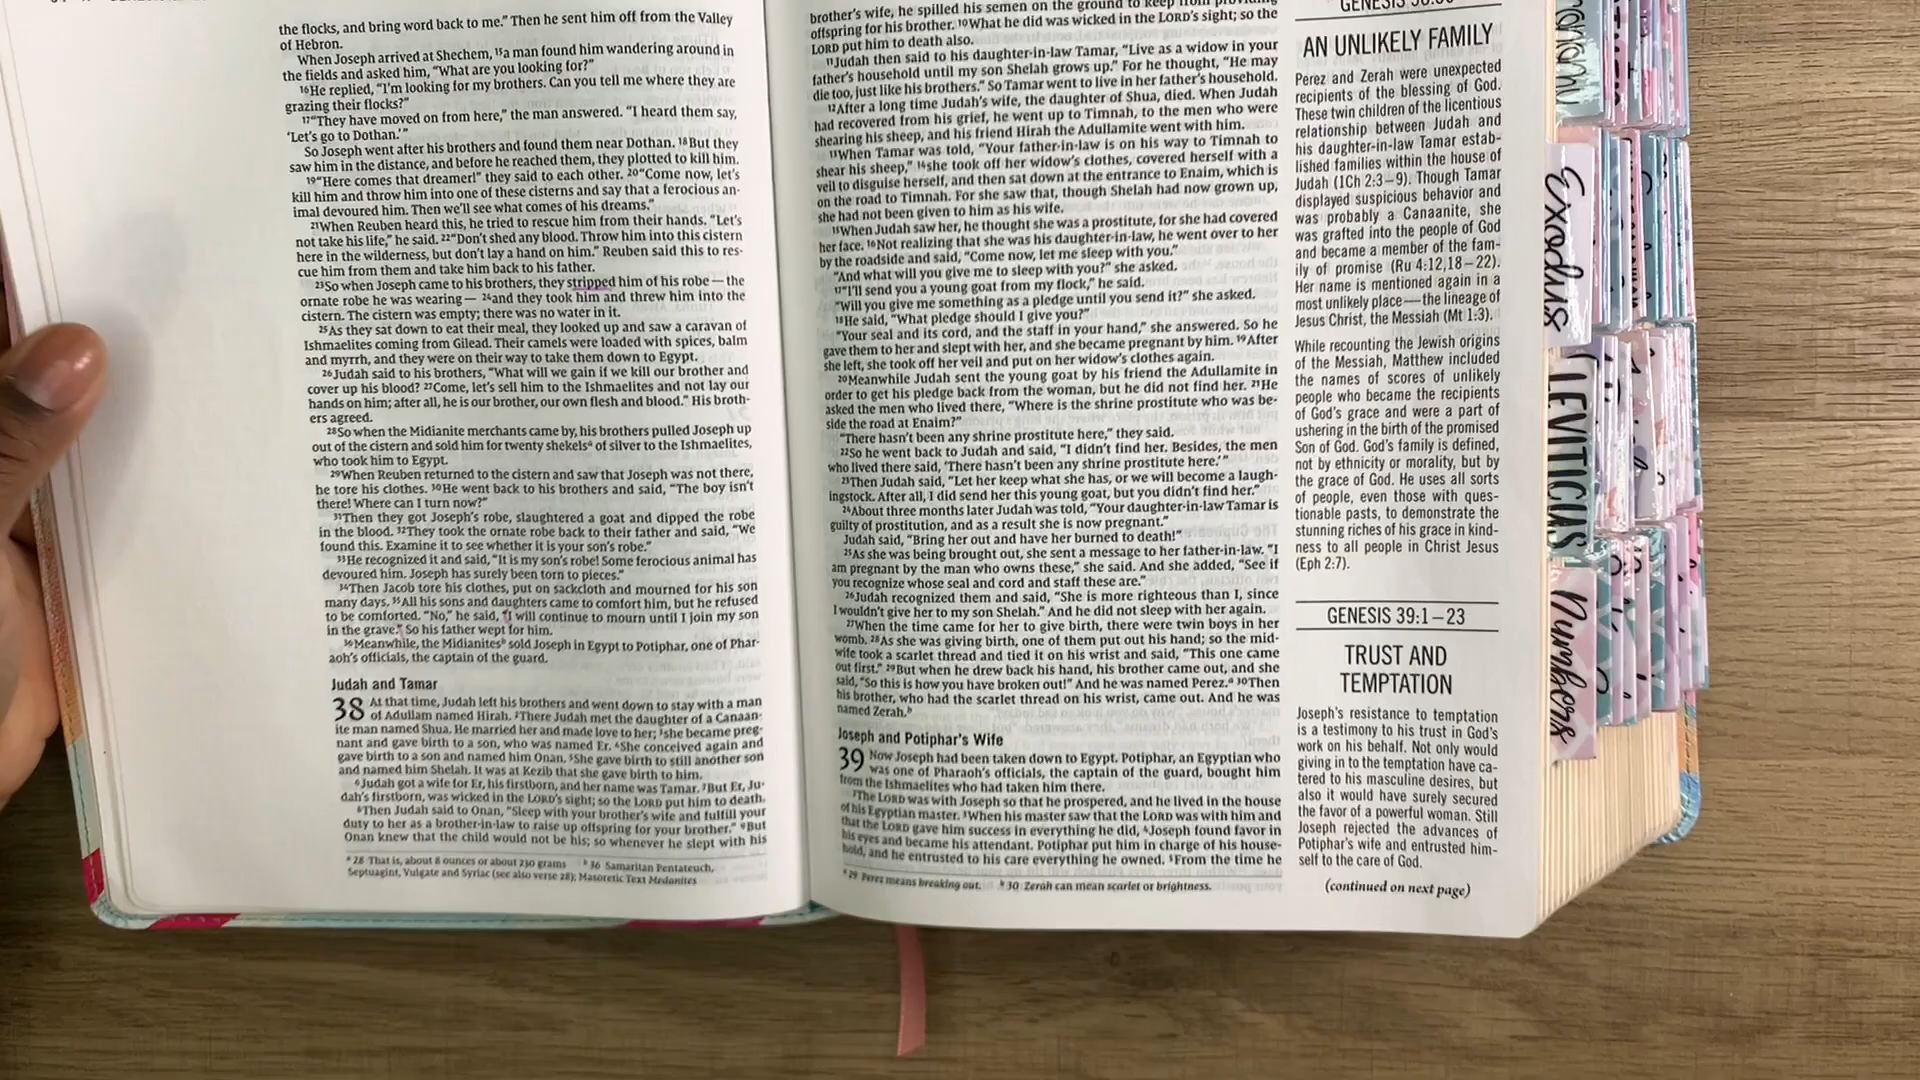 the flocks, and bring word back to me." Then he sent him off from the Valley
of Hebron.
When Joseph arrived at Shechem, 15a man found him wandering around in
the fields and asked him, "What are you looking for?"
16He replied, "I'm looking for my brothers. Can you tell me where they are
grazing their flocks?"
17"They have moved on from here," the man answered. "I heard them say,
'Let's go to Dothan.'"
So Joseph went after his brothers and found them near Dothan. 18But they
saw him in the distance, and before he reached them, they plotted to kill him.
19"Here comes that dreamer!" they said to each other. 20"Come now, let's
kill him and throw him into one of these cisterns and say that a ferocious an-
imal devoured him. Then we'll see what comes of his dreams."
21When Reuben heard this, he tried to rescue him from their hands. "Let's
not take his life," he said. 22"Don't shed any blood. Throw him into this cistern
here in the wilderness, but don't lay a hand on him." Reuben said this to res-
cue him from them and take him back to his father.
23So when Joseph came to his brothers, they stripped him of his robe—the
ornate robe he was wearing— 24and they took him and threw him into the
cistern. The cistern was empty; there was no water in it.
25As they sat down to eat their meal, they looked up and saw a caravan of
Ishmaelites coming from Gilead. Their camels were loaded with spices, balm
and myrrh, and they were on their way to take them down to Egypt.
26Judah said to his brothers, "What will we gain if we kill our brother and
cover up his blood? 27Come, let's sell him to the Ishmaelites and not lay our
hands on him; after all, he is our brother, our own flesh and blood." His broth-
ers agreed.
28So when the Midianite merchants came by, his brothers pulled Joseph up
out of the cistern and sold him for twenty shekelsa of silver to the Ishmaelites,
who took him to Egypt.
29When Reuben returned to the cistern and saw that Joseph was not there,
he tore his clothes. 30He went back to his brothers and said, "The boy isn't
there! Where can I turn now?"
31Then they got Joseph's robe, slaughtered a goat and dipped the robe
in the blood. 32They took the ornate robe back to their father and said, "We
found this. Examine it to see whether it is your son's robe."
33He recognized it and said, "It is my son's robe! Some ferocious animal has
devoured him. Joseph has surely been torn to pieces."
34Then Jacob tore his clothes, put on sackcloth and mourned for his son
many days. 35All his sons and daughters came to comfort him, but he refused
to be comforted. "No," he said, "I will continue to mourn until I join my son
in the grave." So his father wept for him.
36Meanwhile, the Midianitesb sold Joseph in Egypt to Potiphar, one of Phar-
aoh's officials, the captain of the guard.
Judah and Tamar
38 At that time, Judah left his brothers and went down to stay with a man
of Adullam named Hirah. 2There Judah met the daughter of a Canaan-
ite man named Shua. He married her and made love to her; 3she became preg-
nant and gave birth to a son, who was named Er. 4She conceived again and
gave birth to a son and named him Onan. 5She gave birth to still another son
and named him Shelah. It was at Kezib that she gave birth to him.
6Judah got a wife for Er, his firstborn, and her name was Tamar. 7But Er, Ju-
dah's firstborn, was wicked in the LORD's sight; so the LORD put him to death.
8Then Judah said to Onan, "Sleep with your brother's wife and fulfill your
duty to her as a brother-in-law to raise up offspring for your brother." 9But
Onan knew that the child would not be his; so whenever he slept with his
a 28 That is, about 8 ounces or about 230 grams b 36 Samaritan Pentateuch,
Septuagint, Vulgate and Syriac (see also verse 28); Masoretic Text Medanites
brother's wife, he spilled his semen on the ground to keep from providing
offspring for his brother. 10What he did was wicked in the LORD's sight; so the
LORD put him to death also.
11Judah then said to his daughter-in-law Tamar, "Live as a widow in your
father's household until my son Shelah grows up." For he thought, "He may
die too, just like his brothers." So Tamar went to live in her father's household.
12After a long time Judah's wife, the daughter of Shua, died. When Judah
had recovered from his grief, he went up to Timnah, to the men who were
shearing his sheep, and his friend Hirah the Adullamite went with him.
13When Tamar was told, "Your father-in-law is on his way to Timnah to
shear his sheep," 14she took off her widow's clothes, covered herself with a
veil to disguise herself, and then sat down at the entrance to Enaim, which is
on the road to Timnah. For she saw that, though Shelah had now grown up,
she had not been given to him as his wife.
15When Judah saw her, he thought she was a prostitute, for she had covered
her face. 16Not realizing that she was his daughter-in-law, he went over to her
by the roadside and said, "Come now, let me sleep with you."
"And what will you give me to sleep with you?" she asked.
17"I'll send you a young goat from my flock," he said.
"Will you give me something as a pledge until you send it?" she asked.
18He said, "What pledge should I give you?"
"Your seal and its cord, and the staff in your hand," she answered. So he
gave them to her and slept with her, and she became pregnant by him. 19After
she left, she took off her veil and put on her widow's clothes again.
20Meanwhile Judah sent the young goat by his friend the Adullamite in
order to get his pledge back from the woman, but he did not find her. 21He
asked the men who lived there, "Where is the shrine prostitute who was be-
side the road at Enaim?"
"There hasn't been any shrine prostitute here," they said.
22So he went back to Judah and said, "I didn't find her. Besides, the men
who lived there said, 'There hasn't been any shrine prostitute here.'"
23Then Judah said, "Let her keep what she has, or we will become a laugh-
ingstock. After all, I did send her this young goat, but you didn't find her."
24About three months later Judah was told, "Your daughter-in-law Tamar is
guilty of prostitution, and as a result she is now pregnant."
Judah said, "Bring her out and have her burned to death!"
25As she was being brought out, she sent a message to her father-in-law. "I
am pregnant by the man who owns these," she said. And she added, "See if
you recognize whose seal and cord and staff these are."
26Judah recognized them and said, "She is more righteous than I, since
I wouldn't give her to my son Shelah." And he did not sleep with her again.
27When the time came for her to give birth, there were twin boys in her
womb. 28As she was giving birth, one of them put out his hand; so the mid-
wife took a scarlet thread and tied it on his wrist and said, "This one came
out first." 29But when he drew back his hand, his brother came out, and she
said, "So this is how you have broken out!" And he was named Perez.a 30Then
his brother, who had the scarlet thread on his wrist, came out. And he was
named Zerah.b
Joseph and Potiphar's Wife
39 Now Joseph had been taken down to Egypt. Potiphar, an Egyptian who
was one of Pharaoh's officials, the captain of the guard, bought him
from the Ishmaelites who had taken him there.
2The LORD was with Joseph so that he prospered, and he lived in the house
of his Egyptian master. 3When his master saw that the LORD was with him and
that the LORD gave him success in everything he did, 4Joseph found favor in
his eyes and became his attendant. Potiphar put him in charge of his house-
hold, and he entrusted to his care everything he owned. 5From the time he
a 29 Perez means breaking out. b 30 Zerah can mean scarlet or brightness.
AN UNLIKELY FAMILY
Perez and Zerah were unexpected
recipients of the blessing of God.
These twin children of the licentious
relationship between Judah and
his daughter-in-law Tamar estab-
lished families within the house of
Judah (1Ch 2:3–9). Though Tamar
displayed suspicious behavior and
was probably a Canaanite, she
was grafted into the people of God
and became a member of the fam-
ily of promise (Ru 4:12,18–22).
Her name is mentioned again in a
most unlikely place—the lineage of
Jesus Christ, the Messiah (Mt 1:3).
While recounting the Jewish origins
of the Messiah, Matthew included
the names of scores of unlikely
people who became the recipients
of God's grace and were a part of
ushering in the birth of the promised
Son of God. God's family is defined,
not by ethnicity or morality, but by
the grace of God. He uses all sorts
of people, even those with ques-
tionable pasts, to demonstrate the
stunning riches of his grace in kind-
ness to all people in Christ Jesus
(Eph 2:7).
GENESIS 39:1–23
TRUST AND
TEMPTATION
Joseph's resistance to temptation
is a testimony to his trust in God's
work on his behalf. Not only would
giving in to the temptation have ca-
tered to his masculine desires, but
also it would have surely secured
the favor of a powerful woman. Still
Joseph rejected the advances of
Potiphar's wife and entrusted him-
self to the care of God.
(continued on next page)
Exodus
LEVITICUS
Numbers